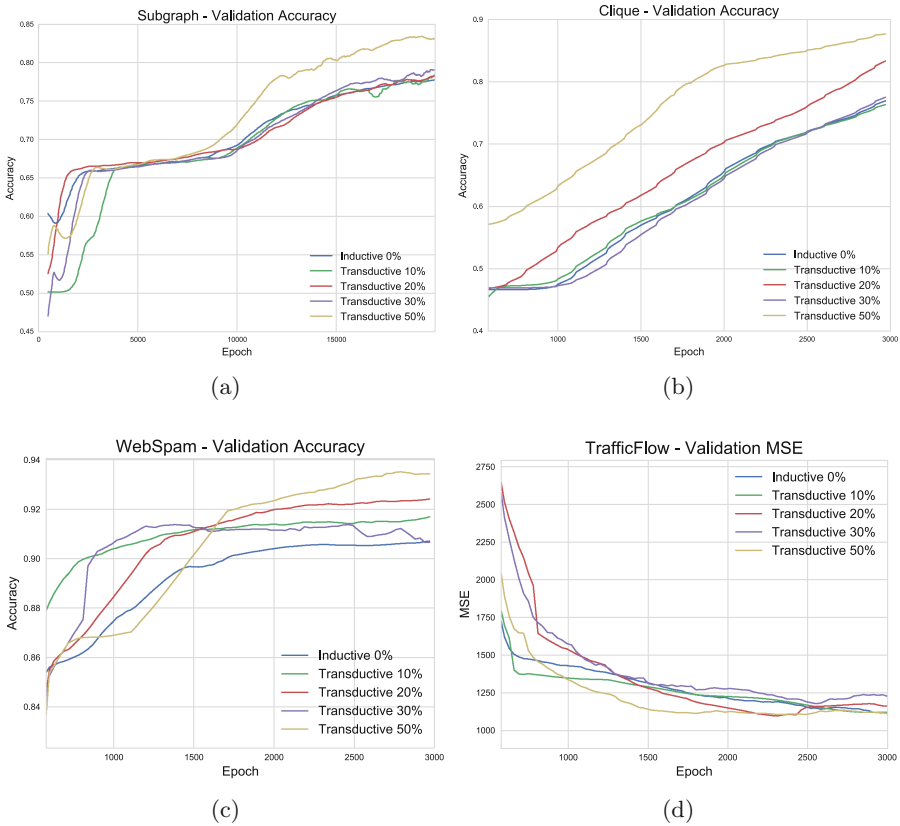 Subgraph - Validation Accuracy
0.85
0.80
0.75
0.70
0.65
0.60
0.55
0.50
0.45
Accuracy
0
5000
10000
15000
Epoch
Inductive 0%
Transductive 10%
Transductive 20%
Transductive 30%
Transductive 50%
(a)
Clique - Validation Accuracy
0.9
0.8
0.7
0.6
0.5
0.4
Accuracy
1000
1500
2000
2500
3000
Epoch
Inductive 0%
Transductive 10%
Transductive 20%
Transductive 30%
Transductive 50%
(b)
WebSpam - Validation Accuracy
0.94
0.92
0.90
0.88
0.86
0.84
Accuracy
1000
1500
2000
2500
3000
Epoch
Inductive 0%
Transductive 10%
Transductive 20%
Transductive 30%
Transductive 50%
(c)
TrafficFlow - Validation MSE
2750
2500
2250
2000
1750
1500
1250
1000
MSE
1000
1500
2000
2500
3000
Epoch
Inductive 0%
Transductive 10%
Transductive 20%
Transductive 30%
Transductive 50%
(d)